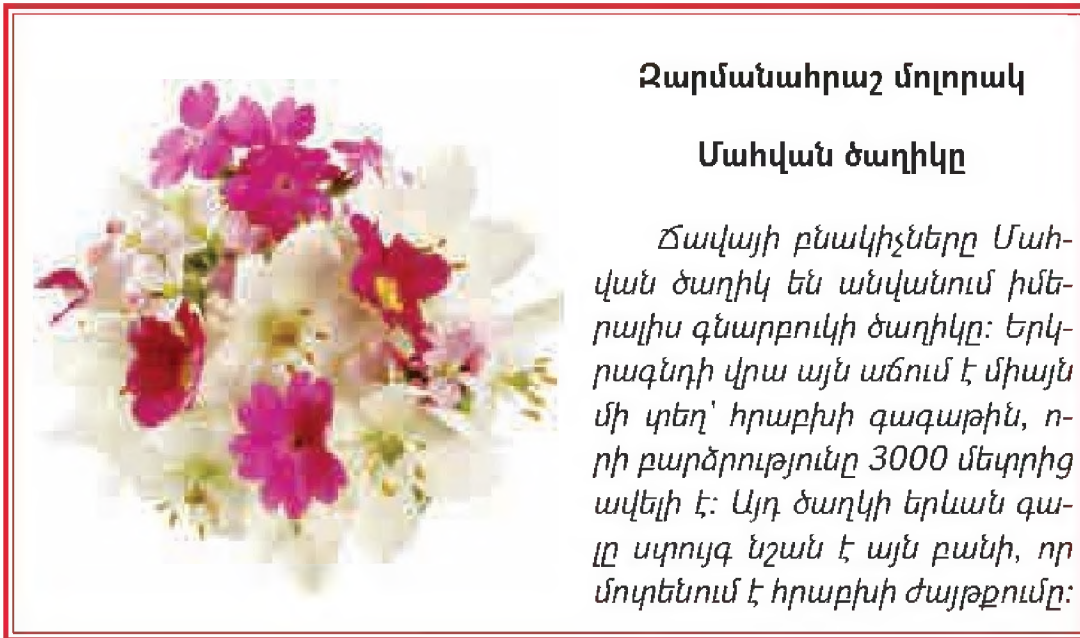 Զարմանահրաշ մոլորակ
Մահվան ծաղիկը
Ճավայի բնակիչները Մահ-
վան ծաղիկ են անվանում իմե-
րալիս գնարբուկի ծաղիկը: Երկ-
րագնդի վրա այն աճում է միայն
մի տեղ՝ հրաբխի գագաթին, ո-
րի բարձրությունը 3000 մետրից
ավելի է: Այդ ծաղկի երևան գա-
լը ստույգ նշան է այն բանի, որ
մոտենում է հրաբխի ժայթքումը: